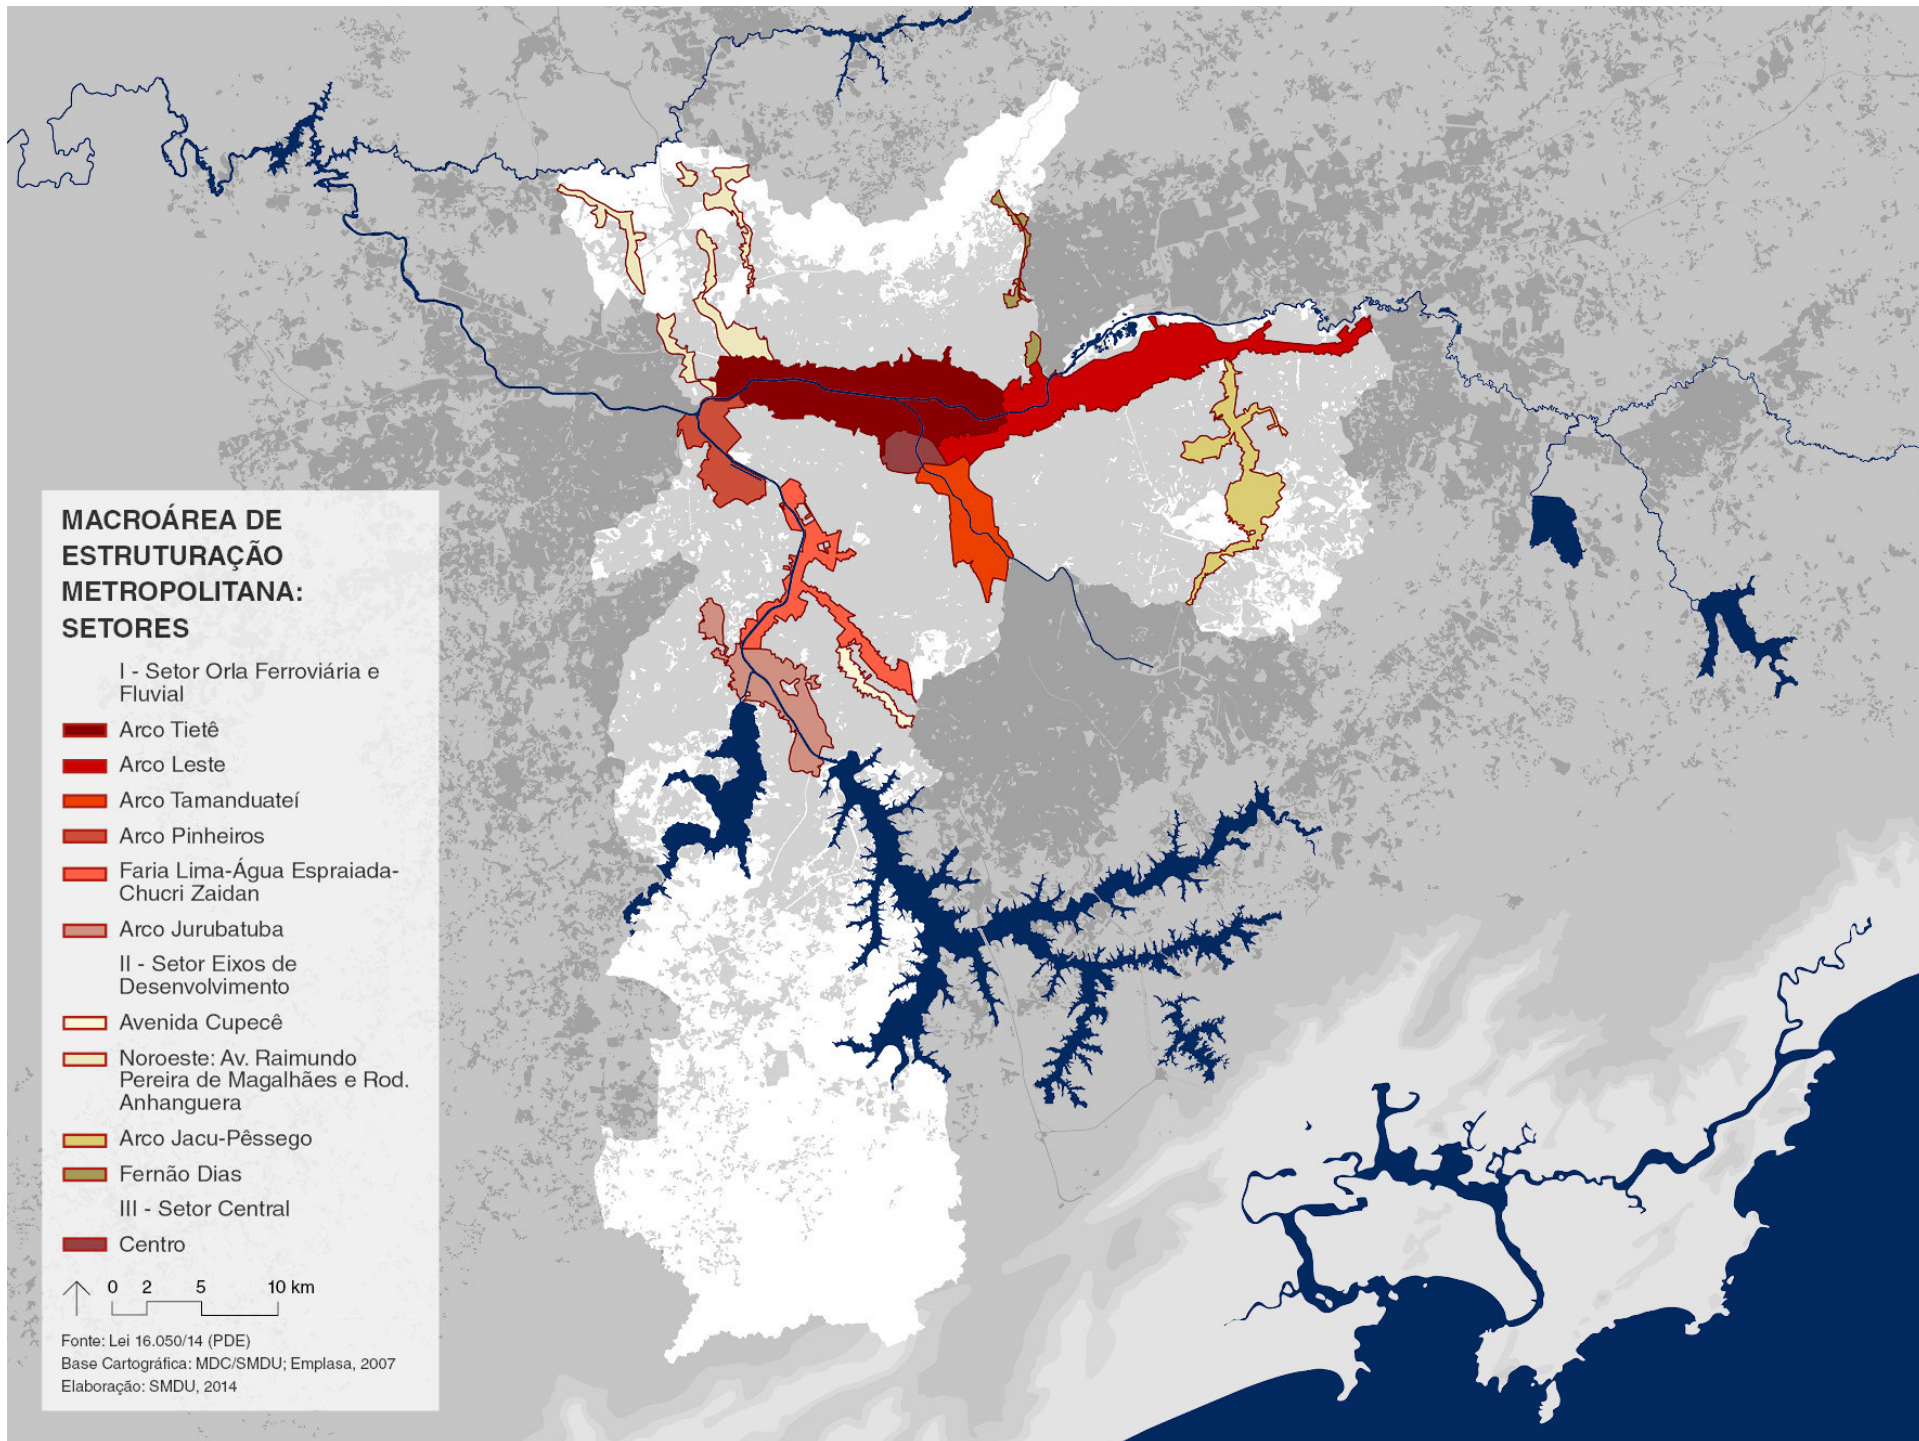 MACROÁREA DE
ESTRUTURAÇÃO
METROPOLITANA:
SETORES
I - Setor Orla Ferroviária e
Fluvial
Arco Tietê
Arco Leste
Arco Tamanduateí
Arco Pinheiros
Faria Lima-Água Espraiada-
Chucri Zaidan
Arco Jurubatuba
II - Setor Eixos de
Desenvolvimento
Avenida Cupecê
Noroeste: Av. Raimundo
Pereira de Magalhães e Rod.
Anhanguera
Arco Jacu-Pêssego
Fernão Dias
III - Setor Central
Centro
0 2 5 10 km
Fonte: Lei 16.050/14 (PDE)
Base Cartográfica: MDC/SMDU; Emplasa, 2007
Elaboração: SMDU, 2014